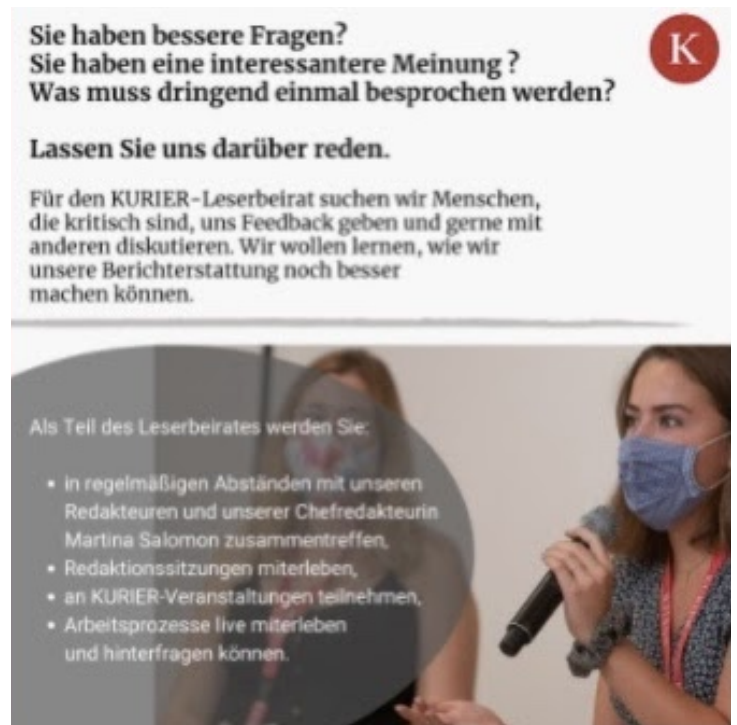 Sie haben bessere Fragen?
K
Sie haben eine interessantere Meinung ?
Was muss dringend einmal besprochen werden?
Lassen Sie uns darüber reden.
Für den KURIER-Leserbeirat suchen wir Menschen,
die kritisch sind, uns Feedback geben und gerne mit
anderen diskutieren. Wir wollen lernen, wie wir
unsere Berichterstattung noch besser
machen können.
Als Teil des Leserbeirates werden Sie:
• in regelmäßigen Abständen mit unseren
Redakteuren und unserer Chefredakteurin
Martina Salomon zusammentreffen,
• Redaktionssitzungen miterleben,
• an KURIER-Veranstaltungen teilnehmen,
• Arbeitsprozesse live miterleben
und hinterfragen können.